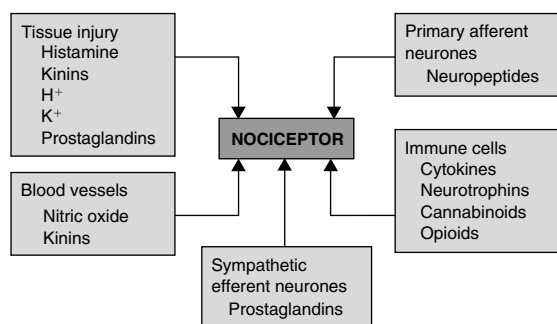 Tissue injury
Histamine
Kinins
H⁺
K⁺
Prostaglandins
Primary afferent
neurones
Neuropeptides
NOCICEPTOR
Blood vessels
Nitric oxide
Kinins
Immune cells
Cytokines
Neurotrophins
Cannabinoids
Opioids
Sympathetic
efferent neurones
Prostaglandins